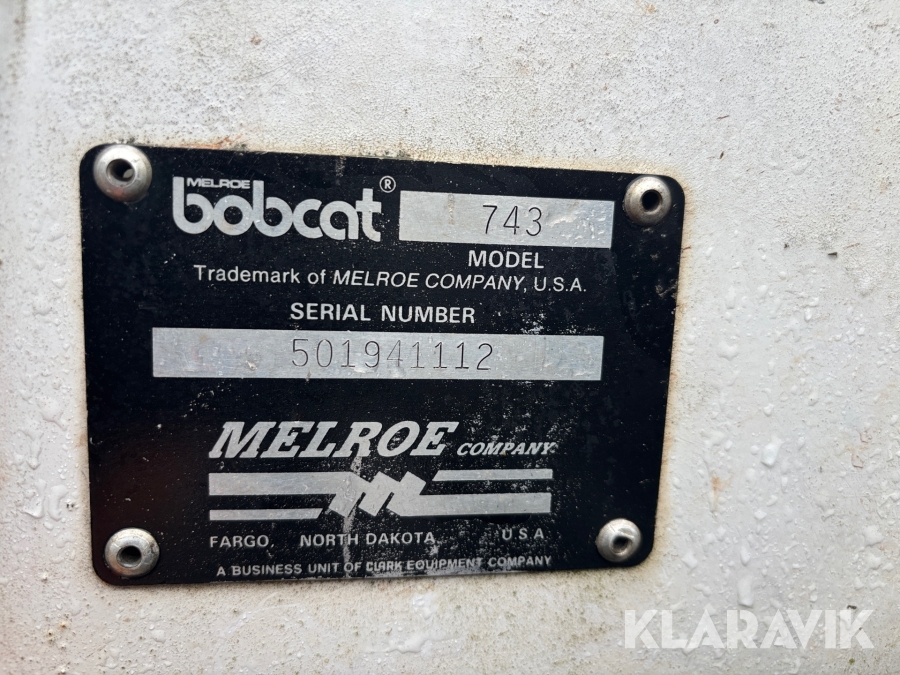 MELROE
bobcat® 743
MODEL
Trademark of MELROE COMPANY, U.S.A.
SERIAL NUMBER
501941112
MELROE COMPANY
FARGO, NORTH DAKOTA U.S.A.
A BUSINESS UNIT OF CLARK EQUIPMENT COMPANY
KLARAVIK